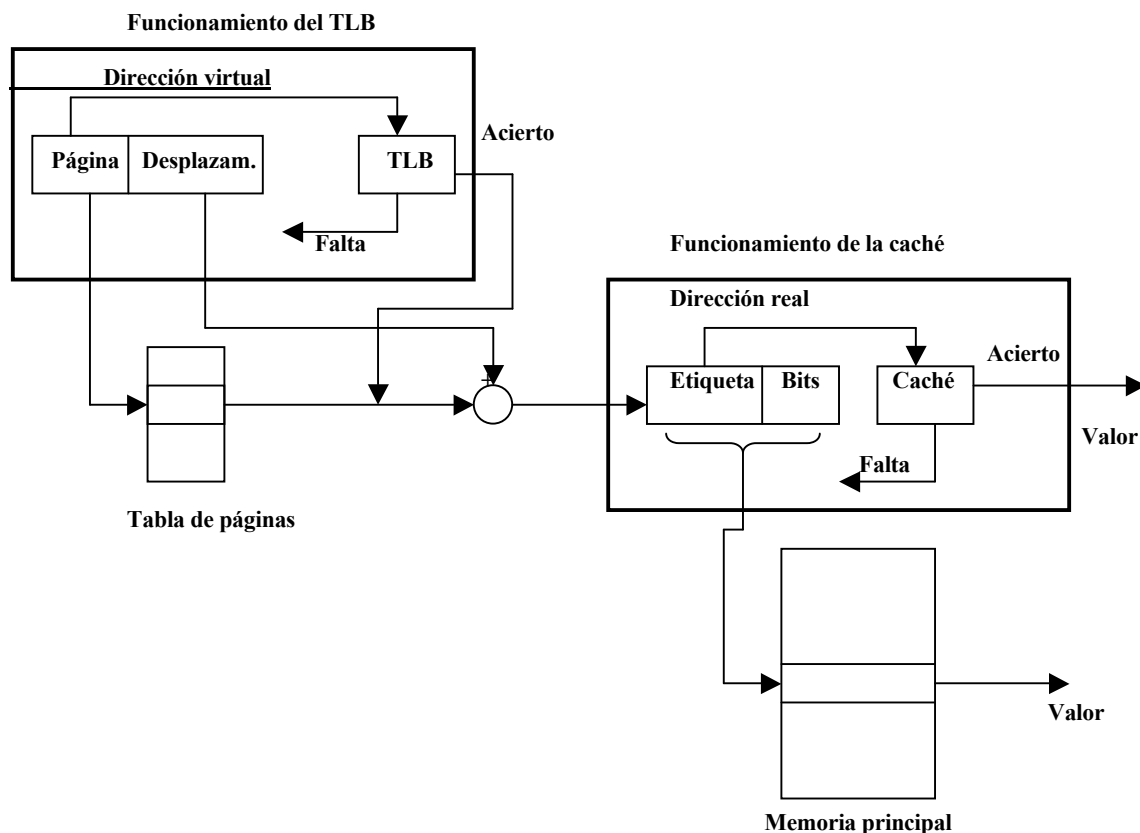 Funcionamiento del TLB
Dirección virtual
Acierto
Página
Desplazam.
TLB
Falta
Funcionamiento de la caché
Dirección real
Acierto
+
Etiqueta
Bits
Caché
Valor
Falta
Tabla de páginas
Valor
Memoria principal